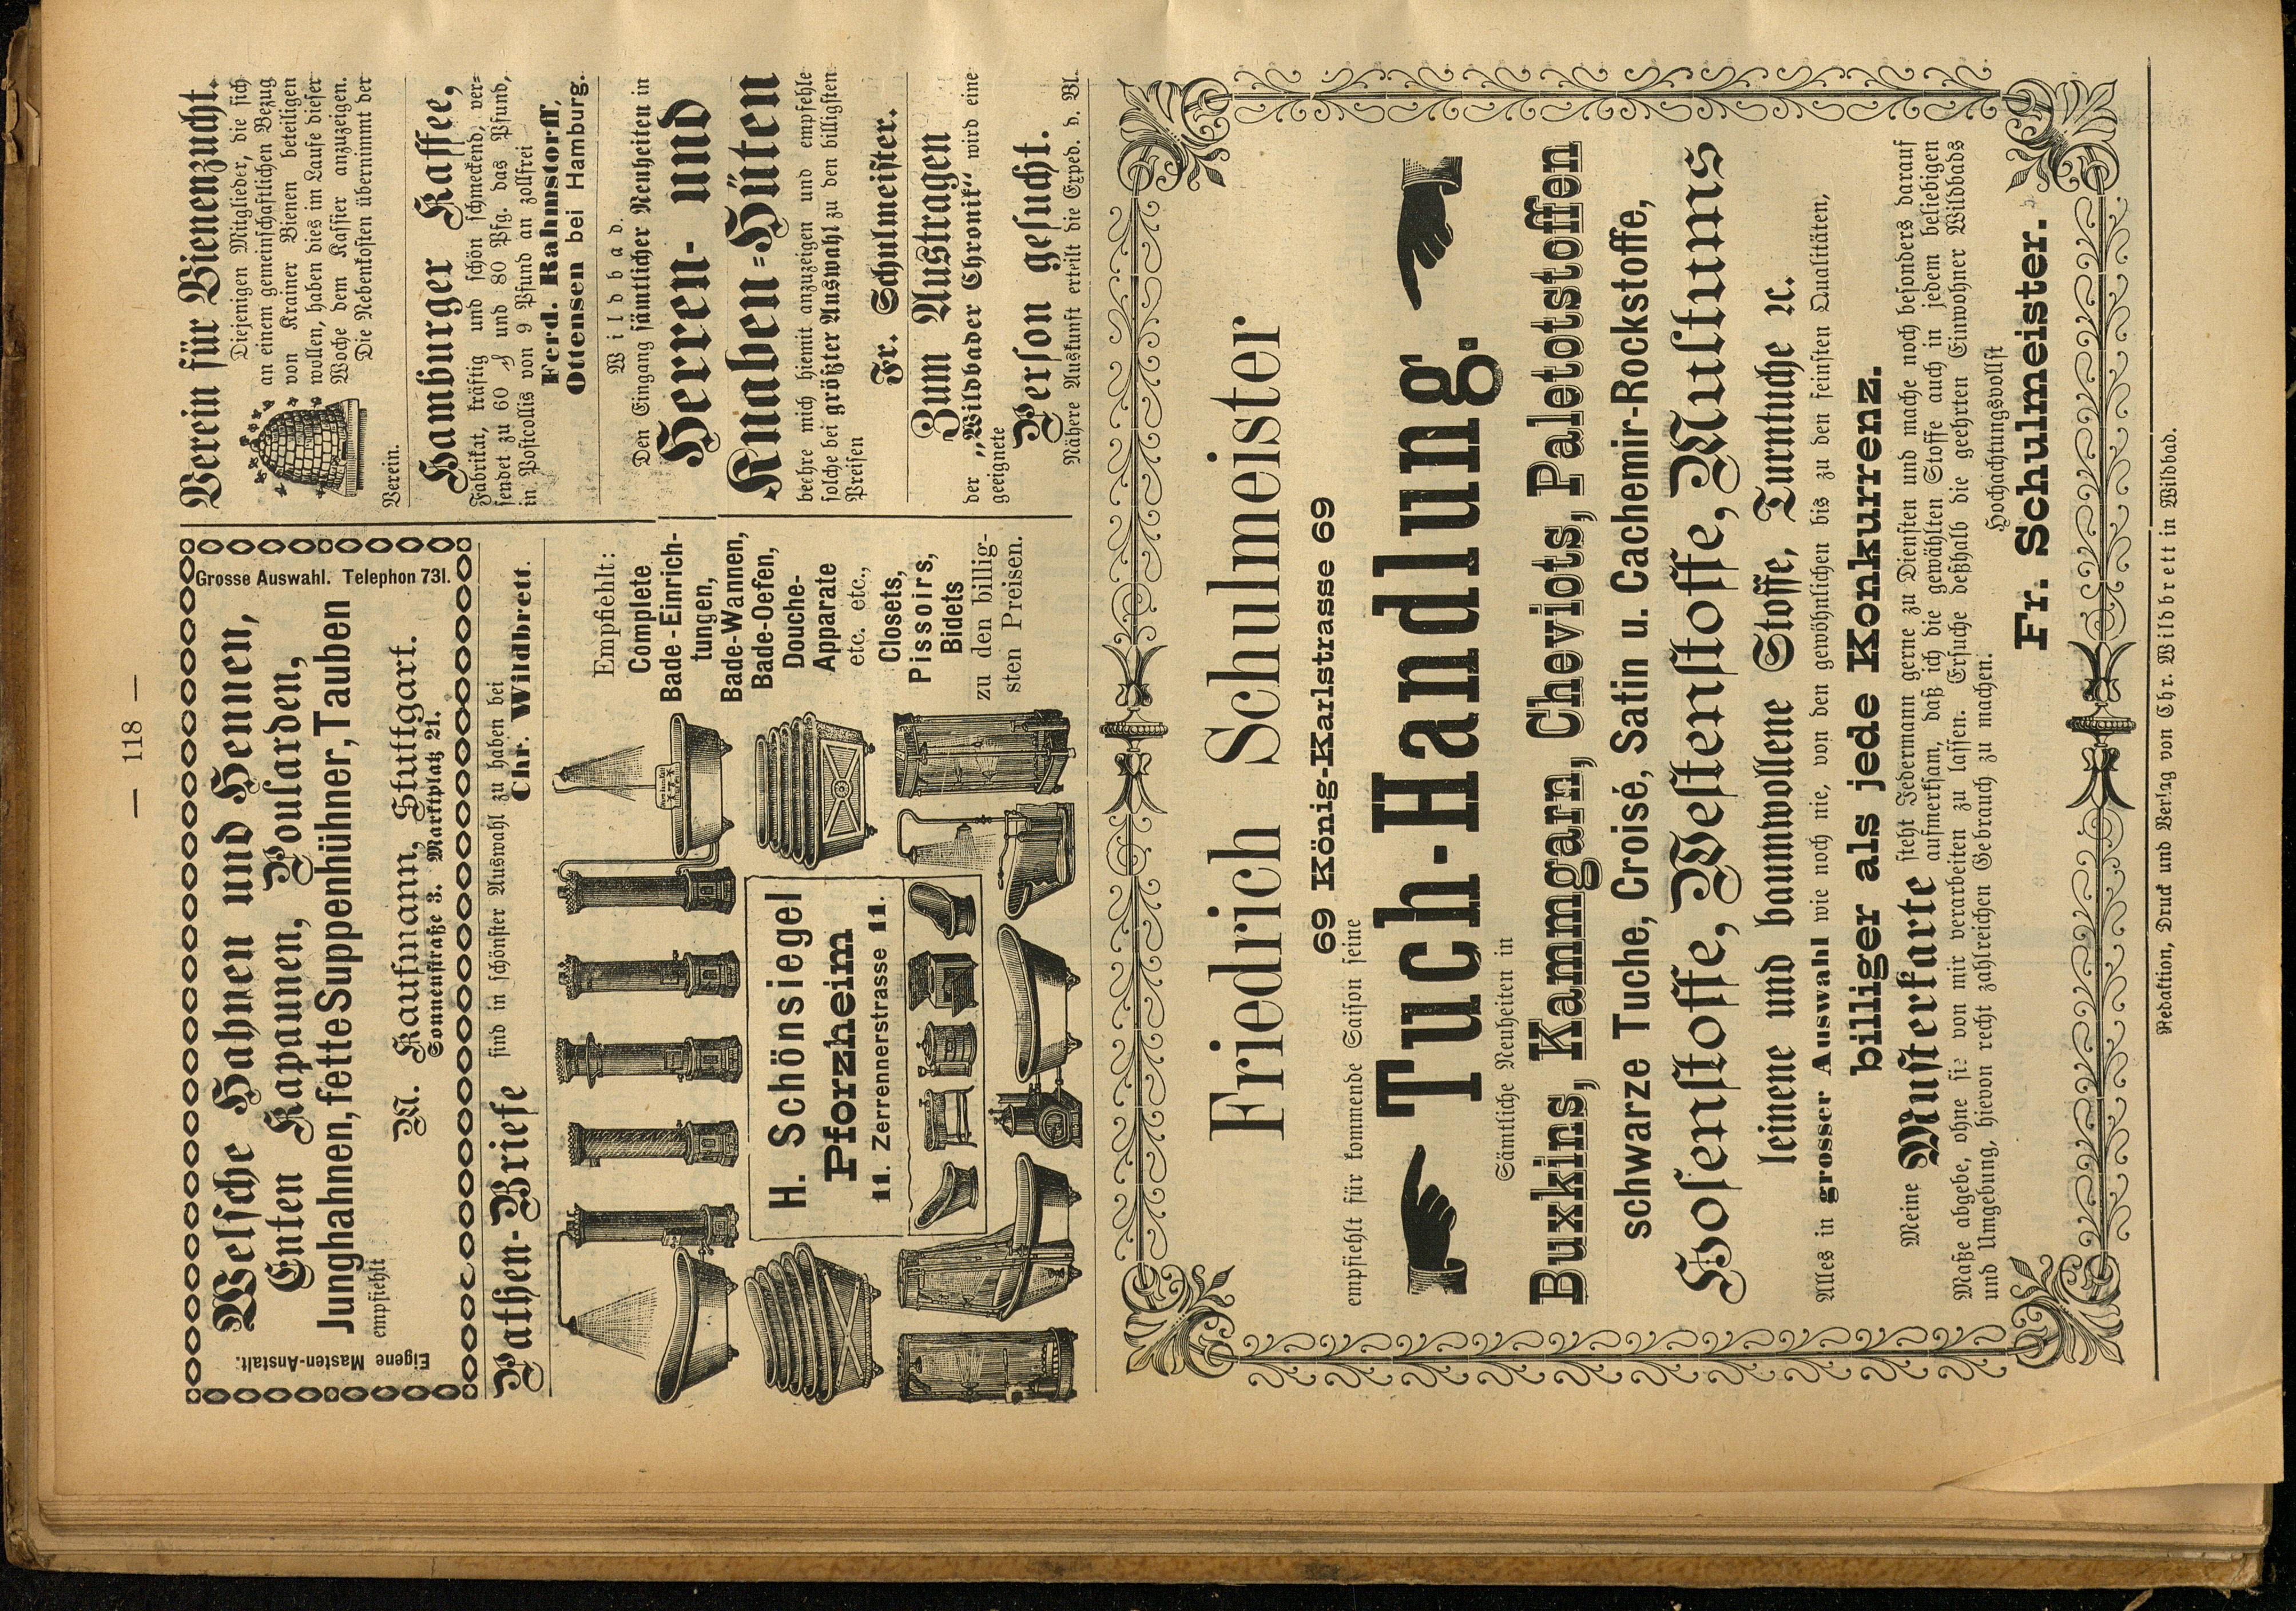 — 118 —
Welsche Hahnen und Hennen,
Enten Kapaunen, Poularden,
Junghahnen, fette Suppenhühner, Tauben
empfiehlt
M. Kaufmann, Stuttgart.
Sonnenstraße 3. Marktplatz 21.
Eigene Masten-Anstalt.
Grosse Auswahl. Telephon 731.
Pathen-Briefe sind in schönster Auswahl zu haben bei
Chr. Wildbrett.
H. Schönsiegel
Pforzheim
11. Zerrennerstrasse 11.
Empfiehlt:
Complete
Bade-Einrich-
tungen,
Bade-Wannen,
Bade-Oefen,
Douche-
Apparate
etc. etc.,
Closets,
Pissoirs,
Bidets
zu den billig-
sten Preisen.
Verein für Bienenzucht.
Diejenigen Mitglieder, die sich
an einem gemeinschaftlichen Bezug
von Krainer Bienen beteiligen
wollen, haben dies im Laufe dieser
Woche dem Kassier anzuzeigen.
Die Nebenkosten übernimmt der
Verein.
Hamburger Kaffee,
Fabrikat, kräftig und schön schmeckend, ver-
sendet zu 60 ₰ und 80 Pfg. das Pfund,
in Postcollis von 9 Pfund an zollfrei
Ferd. Rahmstorff,
Ottensen bei Hamburg.
Wildbad.
Den Eingang sämtlicher Neuheiten in
Herren- und
Knaben-Hüten
beehre mich hiemit anzuzeigen und empfehle
solche bei größter Auswahl zu den billigsten
Preisen
Fr. Schulmeister.
Zum Austragen
der „Wildbader Chronik“ wird eine
geeignete
Person gesucht.
Nähere Auskunft erteilt die Exped. d. Bl.
Friedrich Schulmeister
69 König-Karlstrasse 69
empfiehlt für kommende Saison seine
Tuch-Handlung.
Sämtliche Neuheiten in
Buxkins, Kammgarn, Cheviots, Paletotstoffen
schwarze Tuche, Croisé, Satin u. Cachemir-Rockstoffe,
Hosenstoffe, Westenstoffe, Mustums
leinene und baumwollene Stoffe, Turntuche ꝛc.
Alles in grosser Auswahl wie noch nie, von den gewöhnlichen bis zu den feinsten Qualitäten,
billiger als jede Konkurrenz.
Meine Musterkarte steht Jedermann gerne zu Diensten und mache noch besonders darauf
aufmerksam, daß ich die gewählten Stoffe auch in jedem beliebigen
Maße abgebe, ohne sie von mir verarbeiten zu lassen. Ersuche deßhalb die geehrten Einwohner Wildbads
und Umgebung, hievon recht zahlreichen Gebrauch zu machen.
Hochachtungsvollst
Fr. Schulmeister.
Redaktion, Druck und Verlag von Chr. Wildbrett in Wildbad.